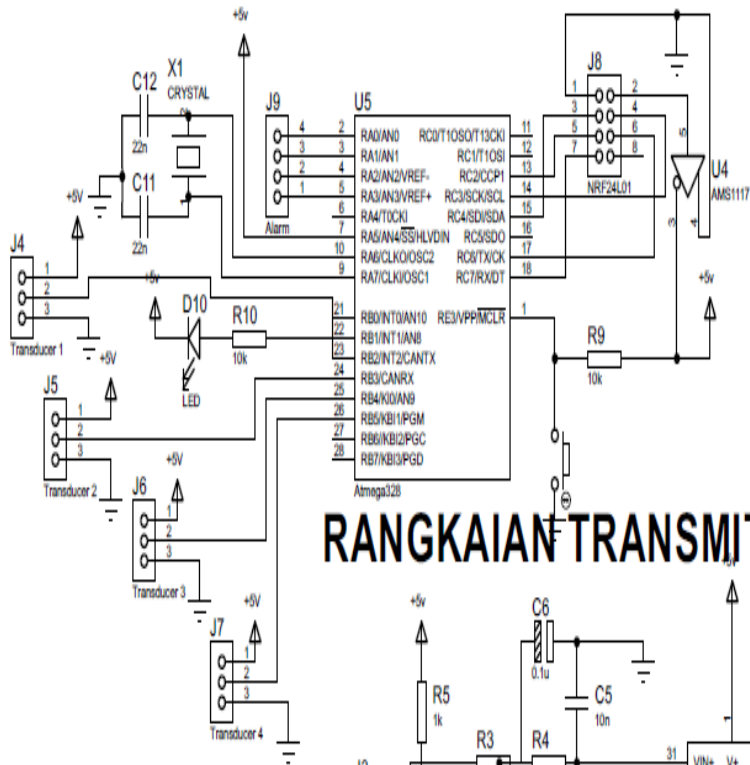 +5v
C12
22n
X1
CRYSTAL
2
1
C11
22n
J9
4
3
2
1
Alarm
U5
2 RA0/AN0
3 RA1/AN1
4 RA2/AN2/VREF-
5 RA3/AN3/VREF+
6 RA4/T0CKI
7 RA5/AN4/SS/HLVDIN
10 RA6/CLKO/OSC2
9 RA7/CLKI/OSC1
21 RB0/INT0/AN10
22 RB1/INT1/AN8
23 RB2/INT2/CANTX
24 RB3/CANRX
25 RB4/KI0/AN9
26 RB5/KBI1/PGM
27 RB6//KBI2/PGC
28 RB7/KBI3/PGD
RC0/T1OSO/T13CKI 11
RC1/T1OSI 12
RC2/CCP1 13
RC3/SCK/SCL 14
RC4/SDI/SDA 15
RC5/SDO 16
RC6/TX/CK 17
RC7/RX/DT 18
RE3/VPP/MCLR 1
Atmega328
J8
1 2
3 4
5 6
7 8
NRF24L01
5
3
4
U4
AMS1117
+5v
R9
10k
J4
1
2
3
Transducer 1
+5V
+5v
D10
LED
R10
10k
J5
1
2
3
Transducer 2
+5V
J6
1
2
3
Transducer 3
+5V
J7
1
2
3
Transducer 4
+5V
RANGKAIAN TRANSMIT
+5v
R5
1k
C6
0.1u
C5
10n
R3
R4
+5v
1
31
VIN+ V+